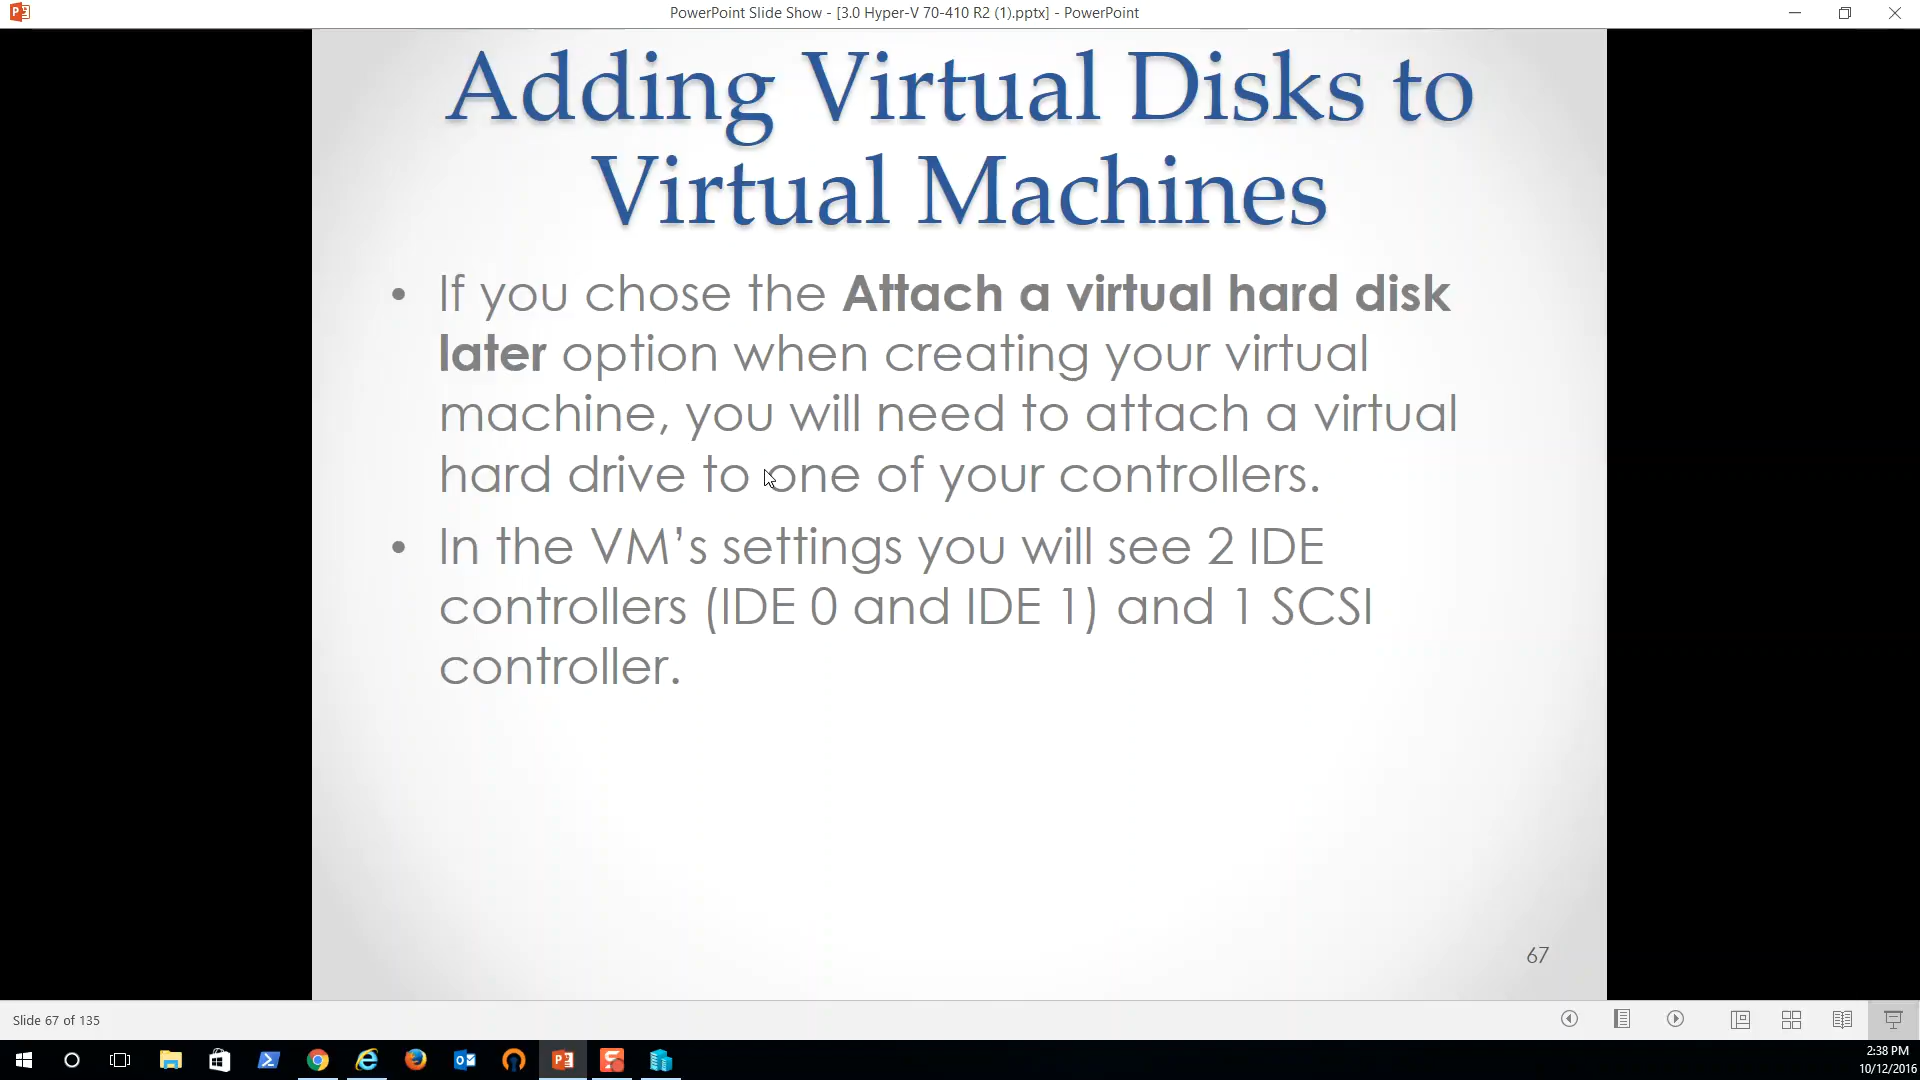 PowerPoint Slide Show - [3.0 Hyper-V 70-410 R2 (1).pptx] - PowerPoint
Adding Virtual Disks to
Virtual Machines
• If you chose the Attach a virtual hard disk
later option when creating your virtual
machine, you will need to attach a virtual
hard drive to one of your controllers.
• In the VM’s settings you will see 2 IDE
controllers (IDE 0 and IDE 1) and 1 SCSI
controller.
67
Slide 67 of 135
2:38 PM
10/12/2016